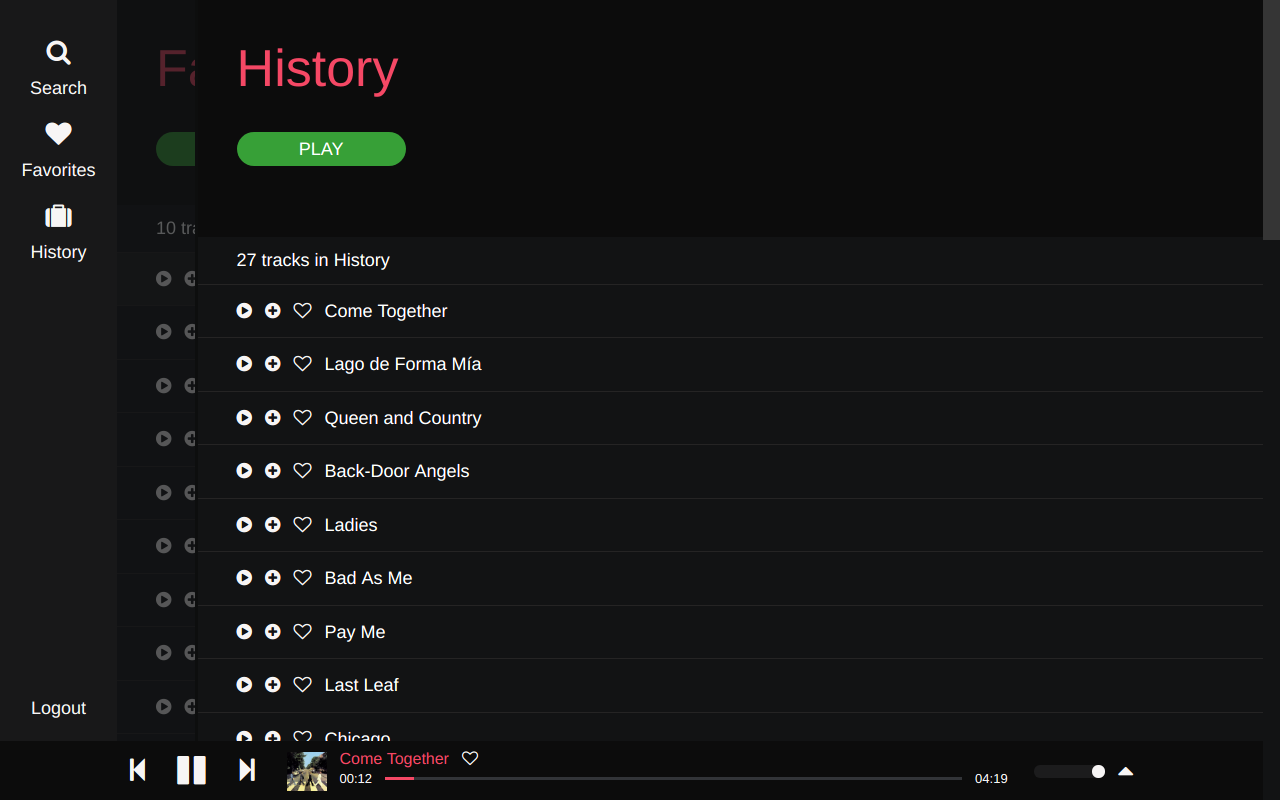 Search
Favorites
History
Logout
Fa
10 tra
History
PLAY
27 tracks in History
Come Together
Lago de Forma Mía
Queen and Country
Back-Door Angels
Ladies
Bad As Me
Pay Me
Last Leaf
Chicago
Come Together
00:12
04:19